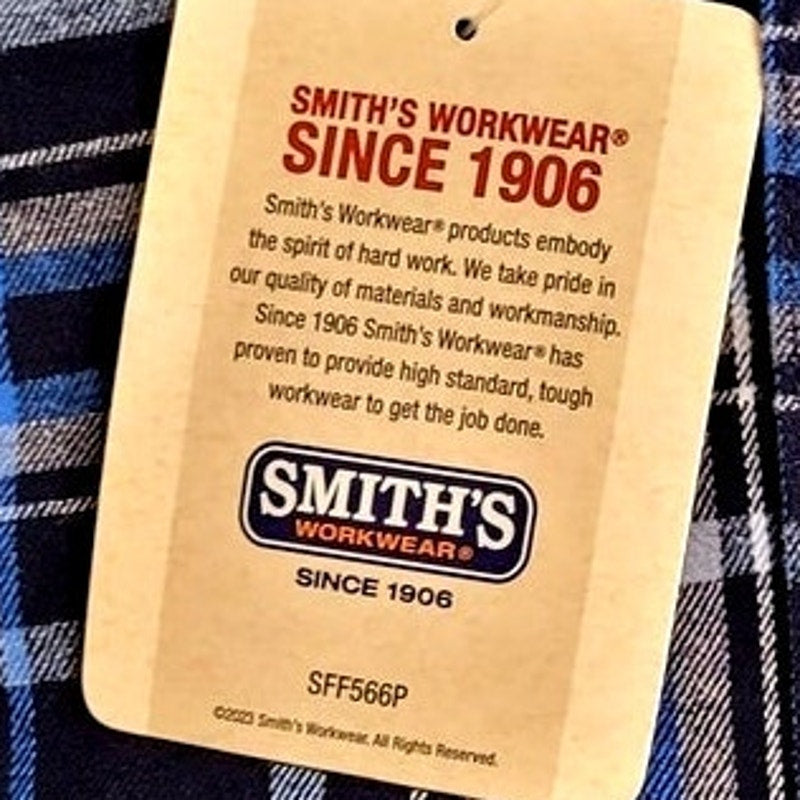 SMITH'S WORKWEAR®
SINCE 1906
Smith's Workwear® products embody
the spirit of hard work. We take pride in
our quality of materials and workmanship.
Since 1906 Smith's Workwear® has
proven to provide high standard, tough
workwear to get the job done.
SMITH'S
WORKWEAR®
SINCE 1906
SFF566P
©2023 Smith's Workwear, All Rights Reserved.